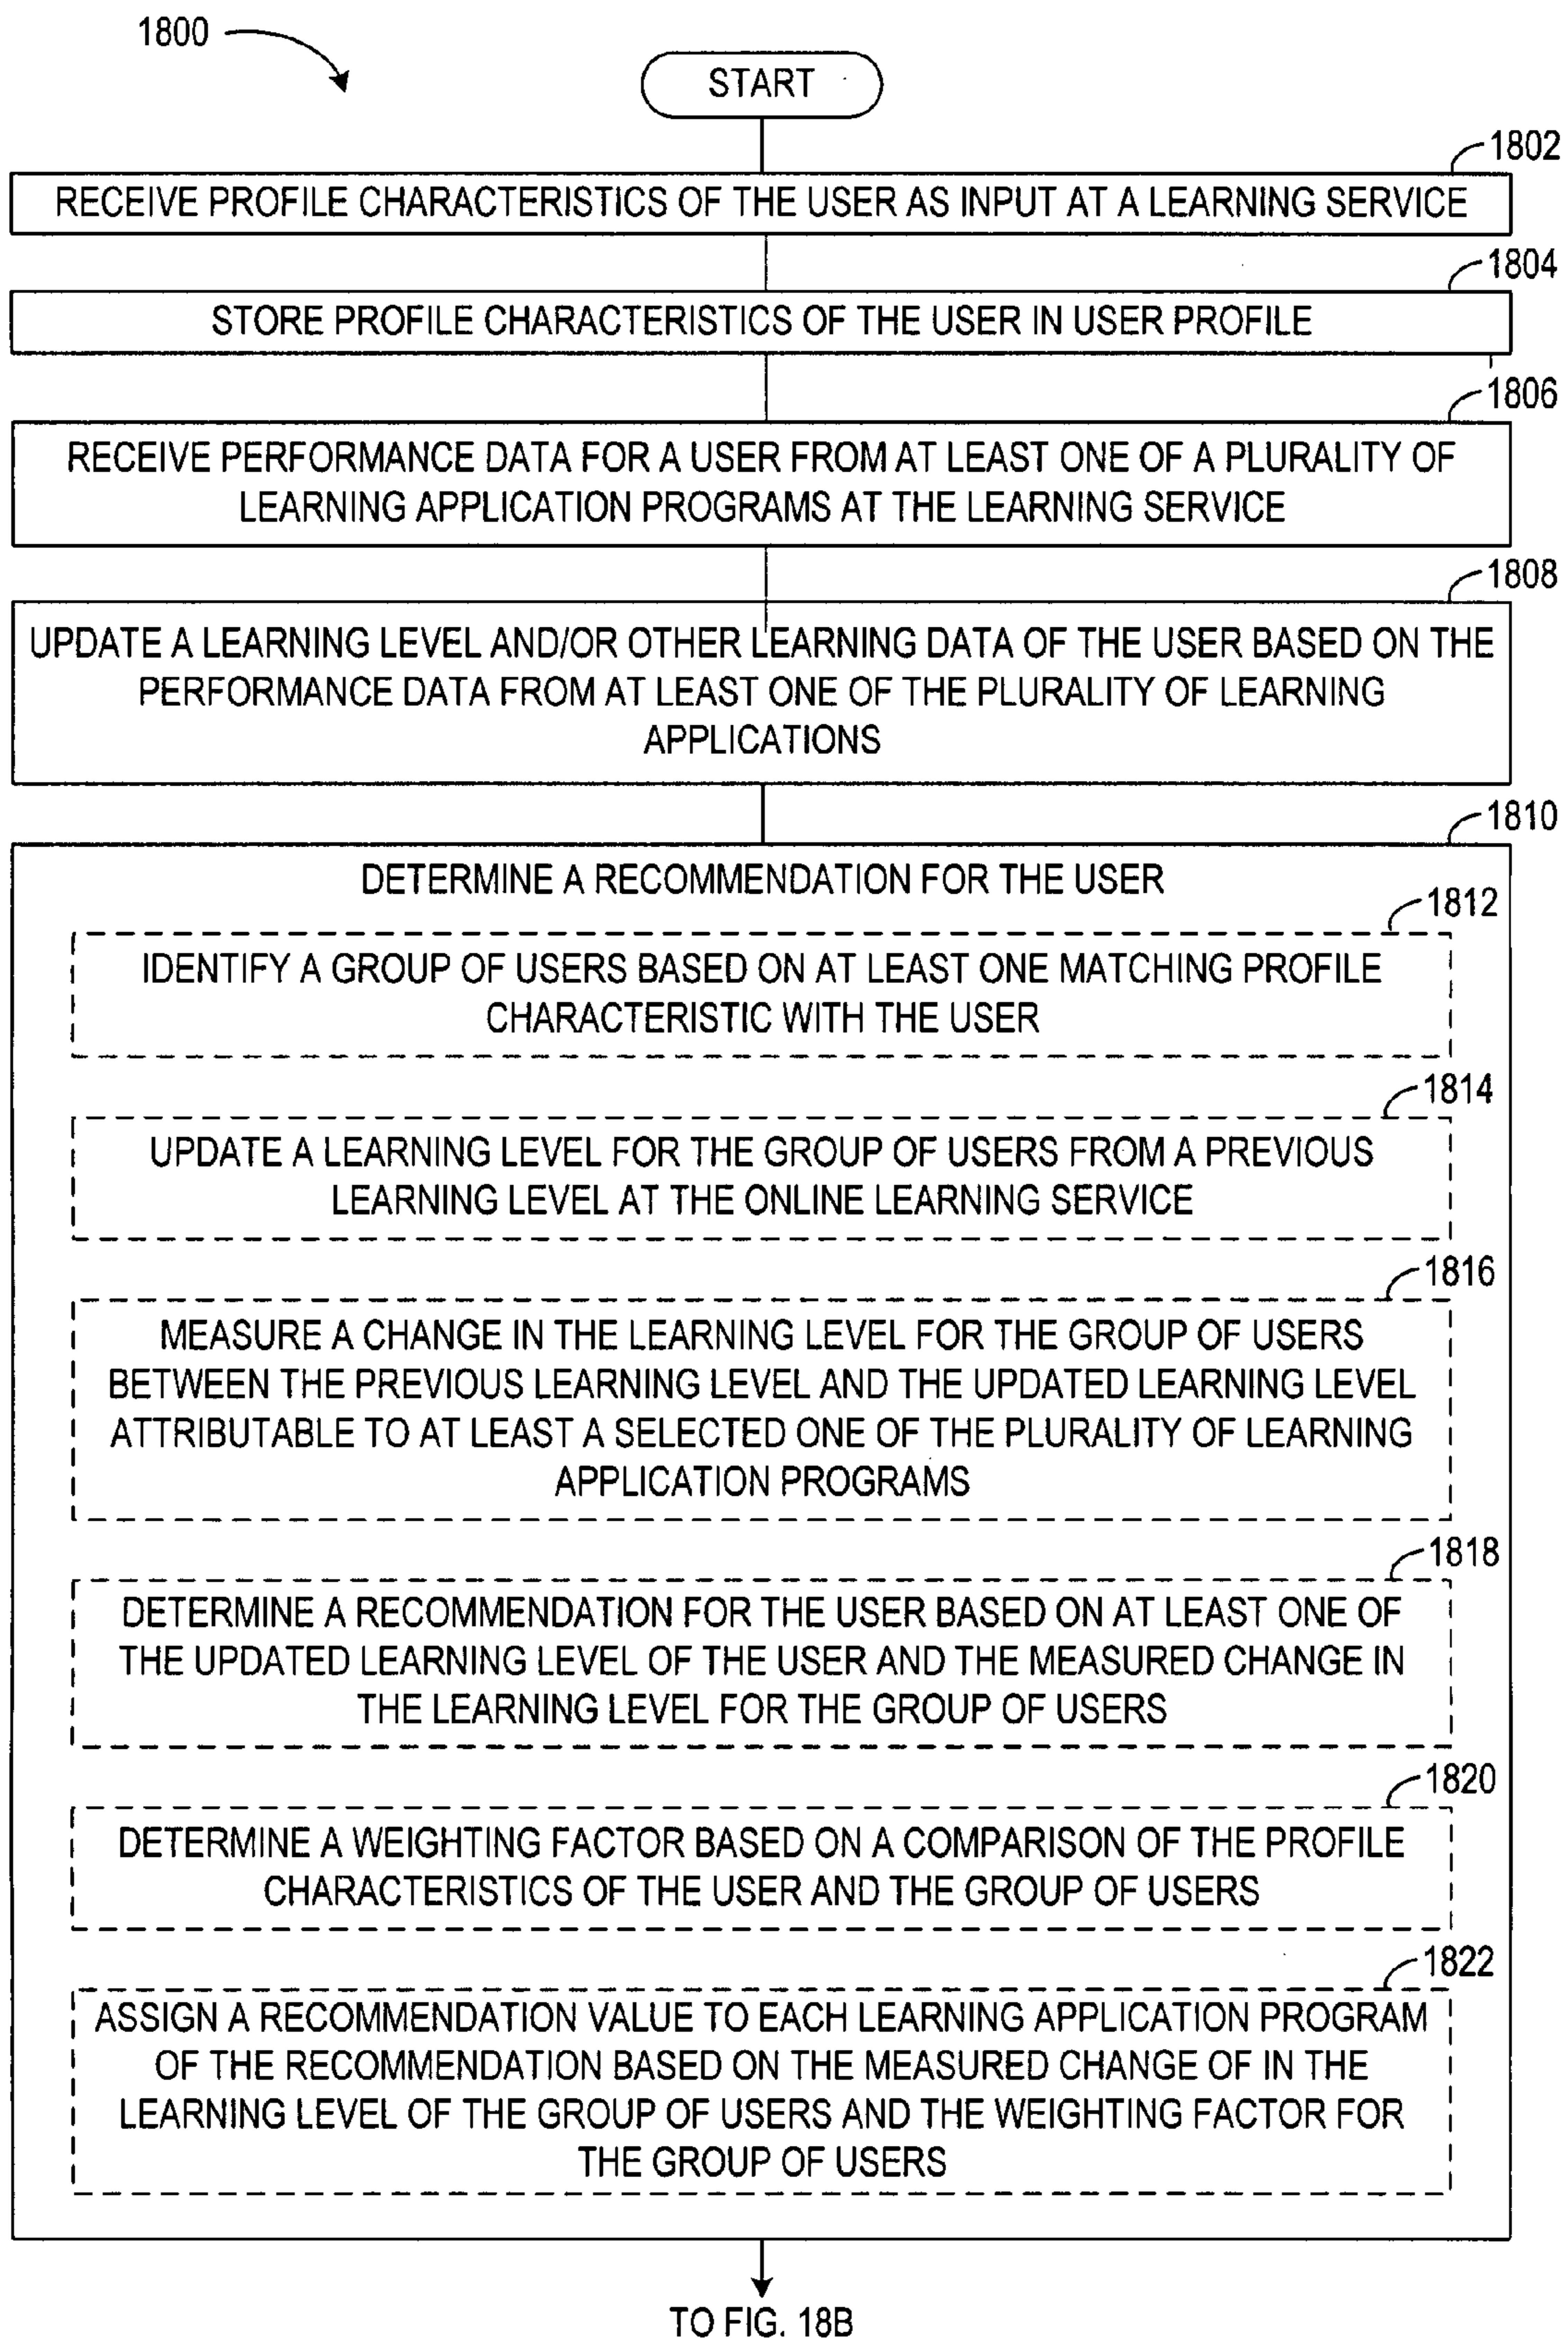 1800
START
1802
RECEIVE PROFILE CHARACTERISTICS OF THE USER AS INPUT AT A LEARNING SERVICE
1804
STORE PROFILE CHARACTERISTICS OF THE USER IN USER PROFILE
1806
RECEIVE PERFORMANCE DATA FOR A USER FROM AT LEAST ONE OF A PLURALITY OF
LEARNING APPLICATION PROGRAMS AT THE LEARNING SERVICE
1808
UPDATE A LEARNING LEVEL AND/OR OTHER LEARNING DATA OF THE USER BASED ON THE
PERFORMANCE DATA FROM AT LEAST ONE OF THE PLURALITY OF LEARNING
APPLICATIONS
1810
DETERMINE A RECOMMENDATION FOR THE USER
1812
IDENTIFY A GROUP OF USERS BASED ON AT LEAST ONE MATCHING PROFILE
CHARACTERISTIC WITH THE USER
1814
UPDATE A LEARNING LEVEL FOR THE GROUP OF USERS FROM A PREVIOUS
LEARNING LEVEL AT THE ONLINE LEARNING SERVICE
1816
MEASURE A CHANGE IN THE LEARNING LEVEL FOR THE GROUP OF USERS
BETWEEN THE PREVIOUS LEARNING LEVEL AND THE UPDATED LEARNING LEVEL
ATTRIBUTABLE TO AT LEAST A SELECTED ONE OF THE PLURALITY OF LEARNING
APPLICATION PROGRAMS
1818
DETERMINE A RECOMMENDATION FOR THE USER BASED ON AT LEAST ONE OF
THE UPDATED LEARNING LEVEL OF THE USER AND THE MEASURED CHANGE IN
THE LEARNING LEVEL FOR THE GROUP OF USERS
1820
DETERMINE A WEIGHTING FACTOR BASED ON A COMPARISON OF THE PROFILE
CHARACTERISTICS OF THE USER AND THE GROUP OF USERS
1822
ASSIGN A RECOMMENDATION VALUE TO EACH LEARNING APPLICATION PROGRAM
OF THE RECOMMENDATION BASED ON THE MEASURED CHANGE OF IN THE
LEARNING LEVEL OF THE GROUP OF USERS AND THE WEIGHTING FACTOR FOR
THE GROUP OF USERS
TO FIG. 18B